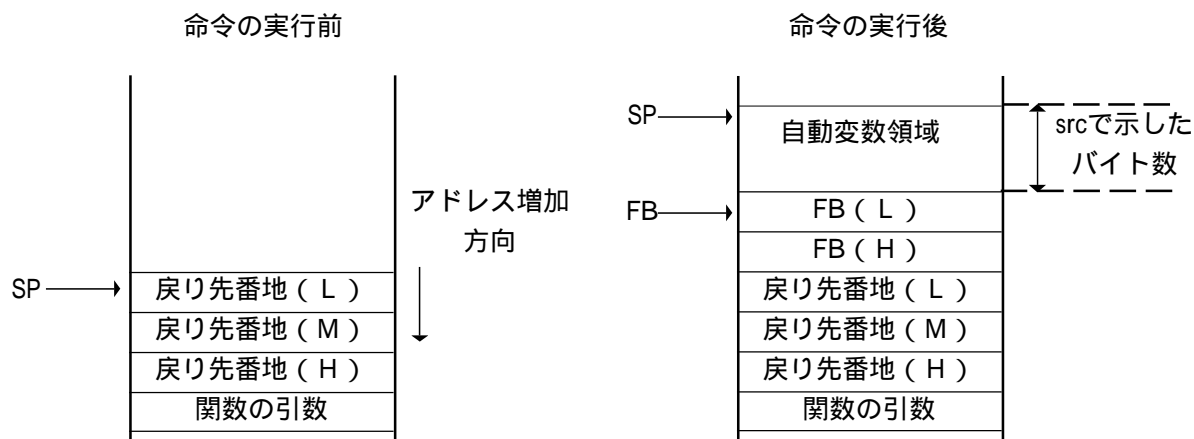 命令の実行前
SP
戻り先番地（Ｌ）
戻り先番地（Ｍ）
戻り先番地（Ｈ）
関数の引数
アドレス増加
方向
命令の実行後
SP
FB
自動変数領域
FB（Ｌ）
FB（Ｈ）
戻り先番地（Ｌ）
戻り先番地（Ｍ）
戻り先番地（Ｈ）
関数の引数
srcで示した
バイト数